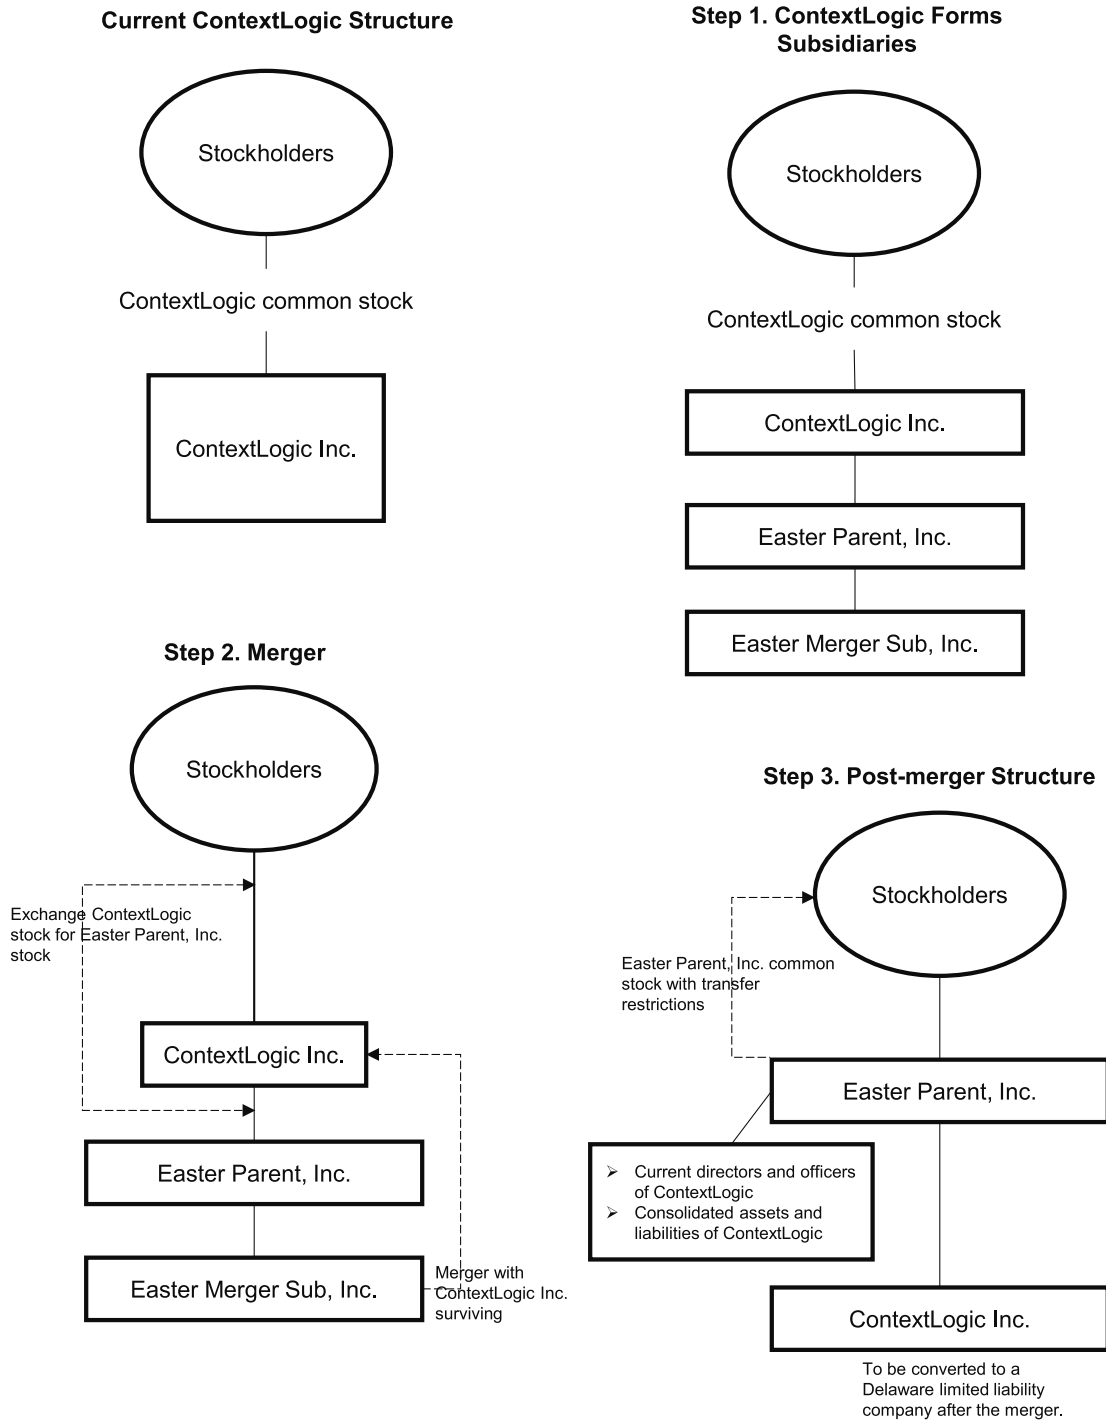 Current ContextLogic Structure
Stockholders
ContextLogic common stock
ContextLogic Inc.
Step 1. ContextLogic Forms
Subsidiaries
Stockholders
ContextLogic common stock
ContextLogic Inc.
Easter Parent, Inc.
Easter Merger Sub, Inc.
Step 2. Merger
Stockholders
Exchange ContextLogic
stock for Easter Parent, Inc.
stock
ContextLogic Inc.
Easter Parent, Inc.
Easter Merger Sub, Inc.
Merger with
ContextLogic Inc.
surviving
Step 3. Post-merger Structure
Stockholders
Easter Parent, Inc. common
stock with transfer
restrictions
Easter Parent, Inc.
➢ Current directors and officers
of ContextLogic
➢ Consolidated assets and
liabilities of ContextLogic
ContextLogic Inc.
To be converted to a
Delaware limited liability
company after the merger.